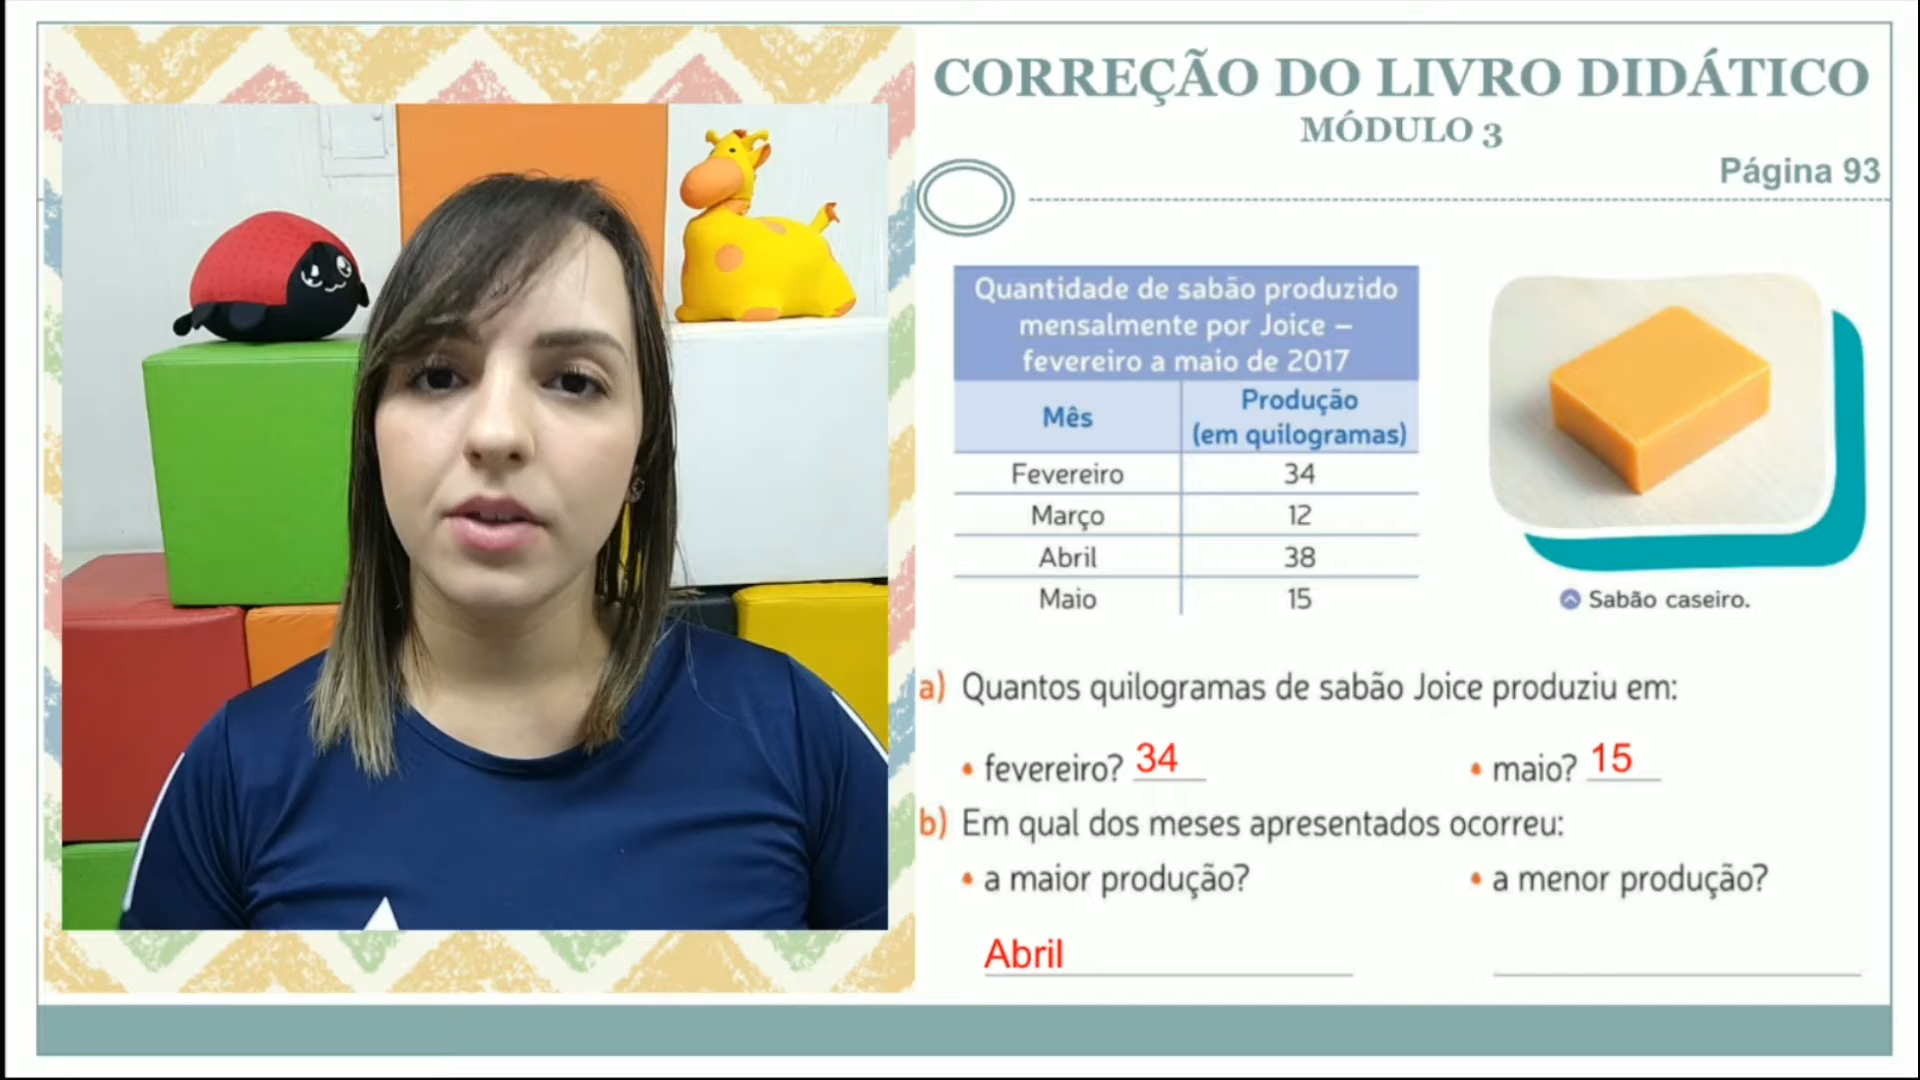 CORREÇÃO DO LIVRO DIDÁTICO
MÓDULO 3
Página 93
Quantidade de sabão produzido
mensalmente por Joice –
fevereiro a maio de 2017
Mês
Produção
(em quilogramas)
Fevereiro 34
Março 12
Abril 38
Maio 15
Sabão caseiro.
a) Quantos quilogramas de sabão Joice produziu em:
• fevereiro? 34 • maio? 15
b) Em qual dos meses apresentados ocorreu:
• a maior produção? • a menor produção?
Abril